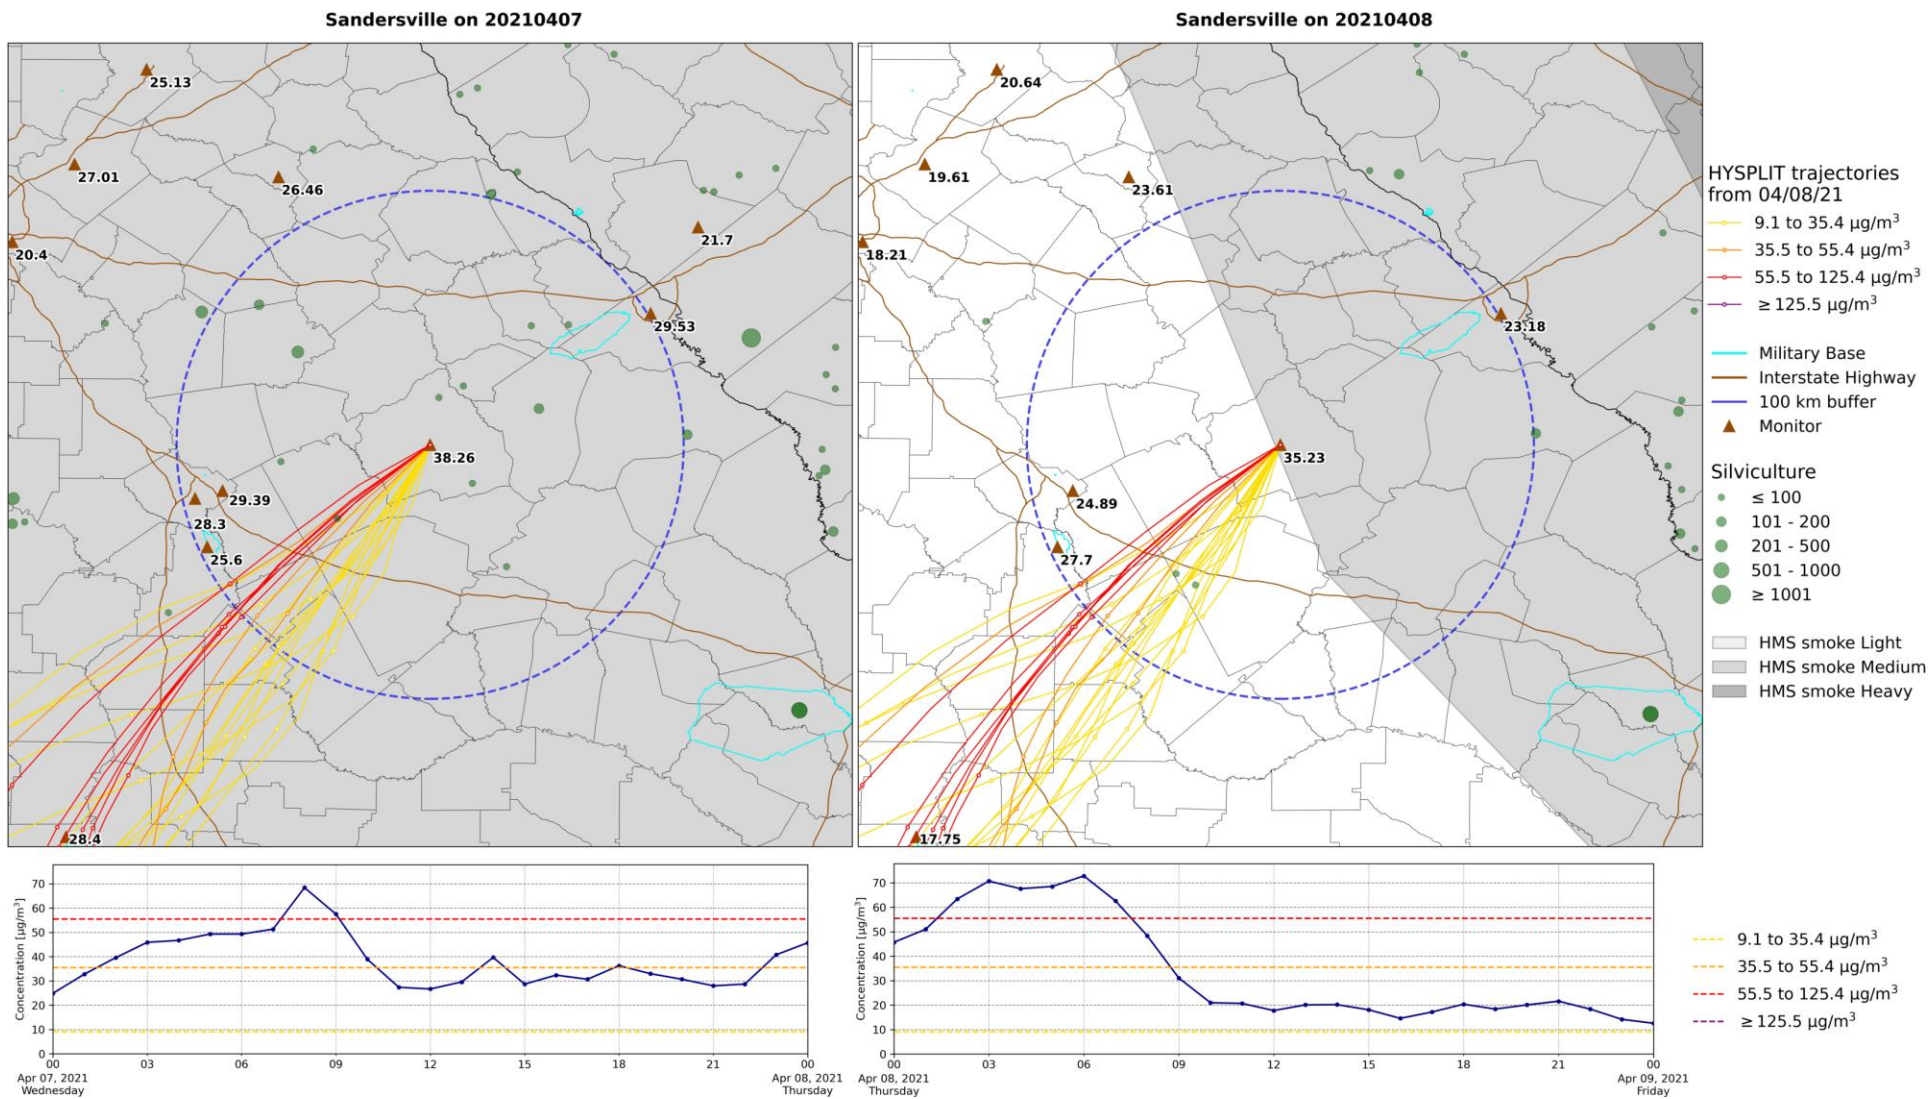 Sandersville on 20210407
25.13
27.01
26.46
20.4
21.7
29.53
38.26
29.39
28.3
25.6
28.4
Sandersville on 20210408
20.64
19.61
23.61
18.21
23.18
35.23
24.89
27.7
17.75
HYSPLIT trajectories
from 04/08/21
9.1 to 35.4 μg/m³
35.5 to 55.4 μg/m³
55.5 to 125.4 μg/m³
≥ 125.5 μg/m³
Military Base
Interstate Highway
100 km buffer
Monitor
Silviculture
≤ 100
101 - 200
201 - 500
501 - 1000
≥ 1001
HMS smoke Light
HMS smoke Medium
HMS smoke Heavy
Concentration [μg/m³]
70
60
50
40
30
20
10
0
00 03 06 09 12 15 18 21 00
Apr 07, 2021 Apr 08, 2021
Wednesday Thursday
Concentration [μg/m³]
70
60
50
40
30
20
10
0
00 03 06 09 12 15 18 21 00
Apr 08, 2021 Apr 09, 2021
Thursday Friday
9.1 to 35.4 μg/m³
35.5 to 55.4 μg/m³
55.5 to 125.4 μg/m³
≥ 125.5 μg/m³